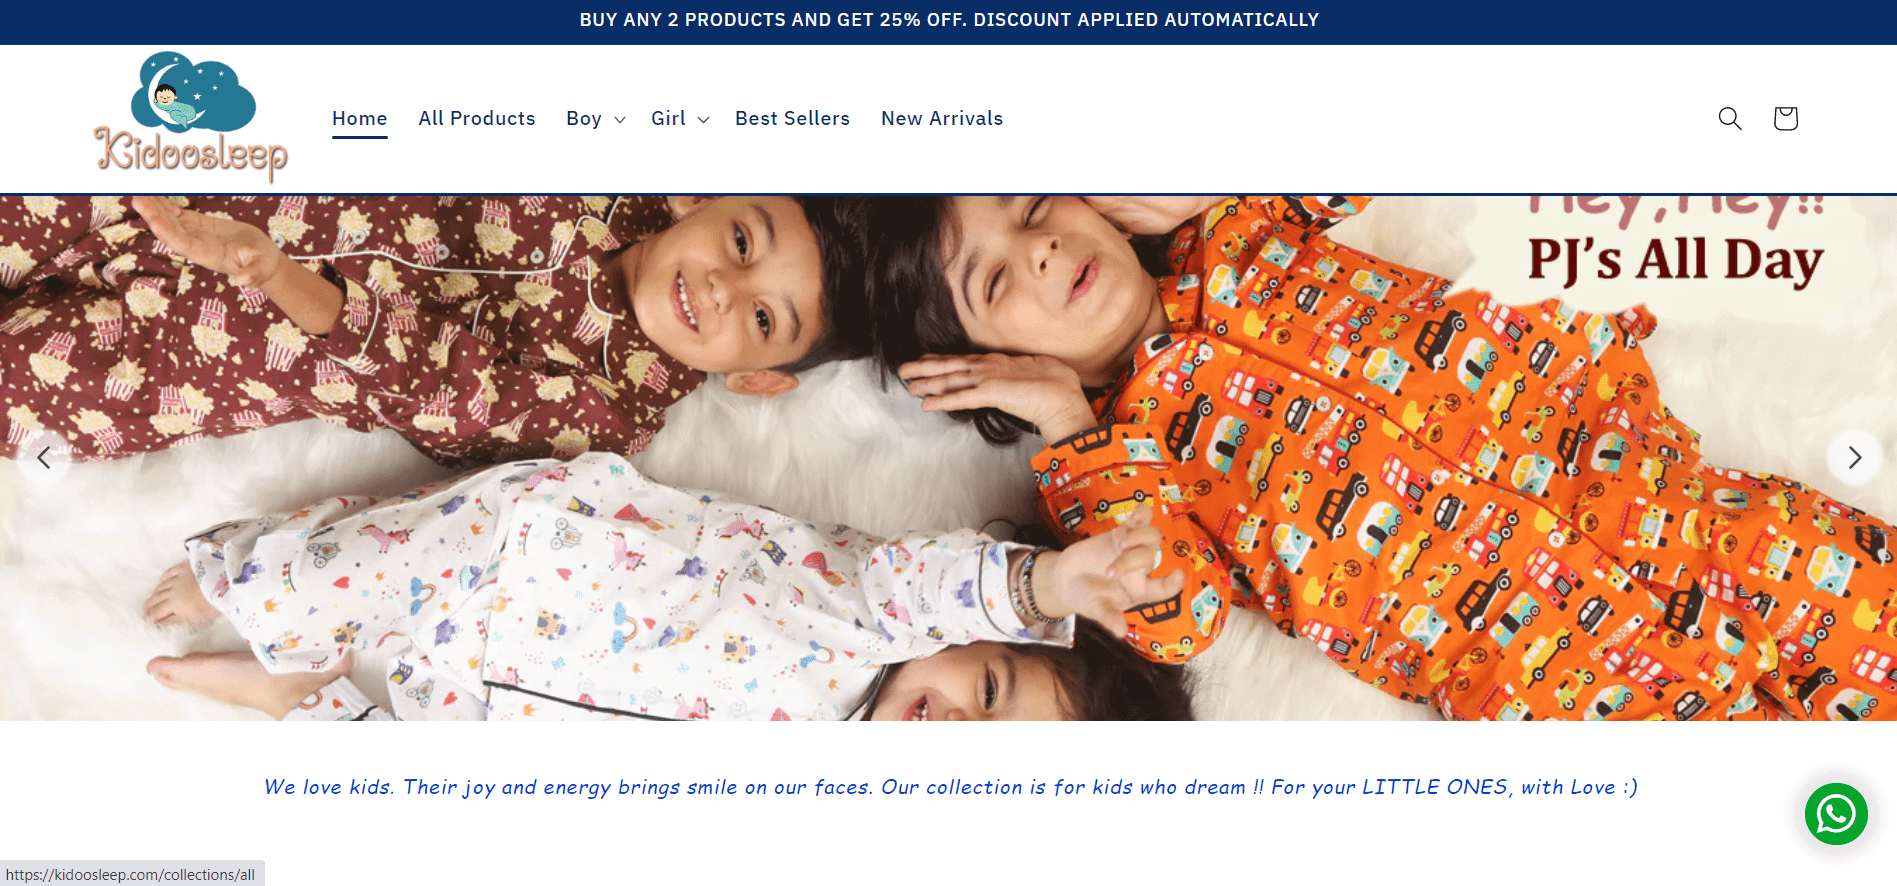 BUY ANY 2 PRODUCTS AND GET 25% OFF. DISCOUNT APPLIED AUTOMATICALLY
Kidoosleep
Home All Products Boy Girl Best Sellers New Arrivals
Hey, Hey!!
PJ's All Day
We love kids. Their joy and energy brings smile on our faces. Our collection is for kids who dream !! For your LITTLE ONES, with Love :)
https://kidoosleep.com/collections/all